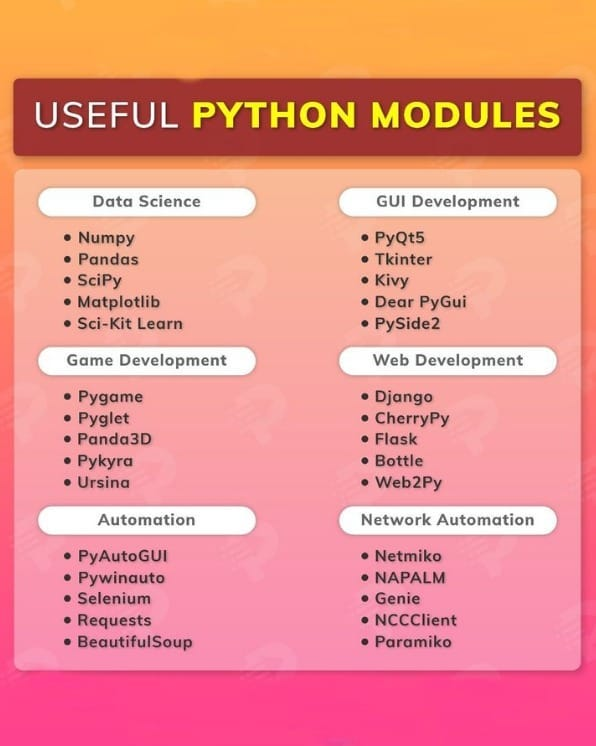 USEFUL PYTHON MODULES
Data Science
• Numpy
• Pandas
• SciPy
• Matplotlib
• Sci-Kit Learn
GUI Development
• PyQt5
• Tkinter
• Kivy
• Dear PyGui
• PySide2
Game Development
• Pygame
• Pyglet
• Panda3D
• Pykyra
• Ursina
Web Development
• Django
• CherryPy
• Flask
• Bottle
• Web2Py
Automation
• PyAutoGUI
• Pywinauto
• Selenium
• Requests
• BeautifulSoup
Network Automation
• Netmiko
• NAPALM
• Genie
• NCCClient
• Paramiko